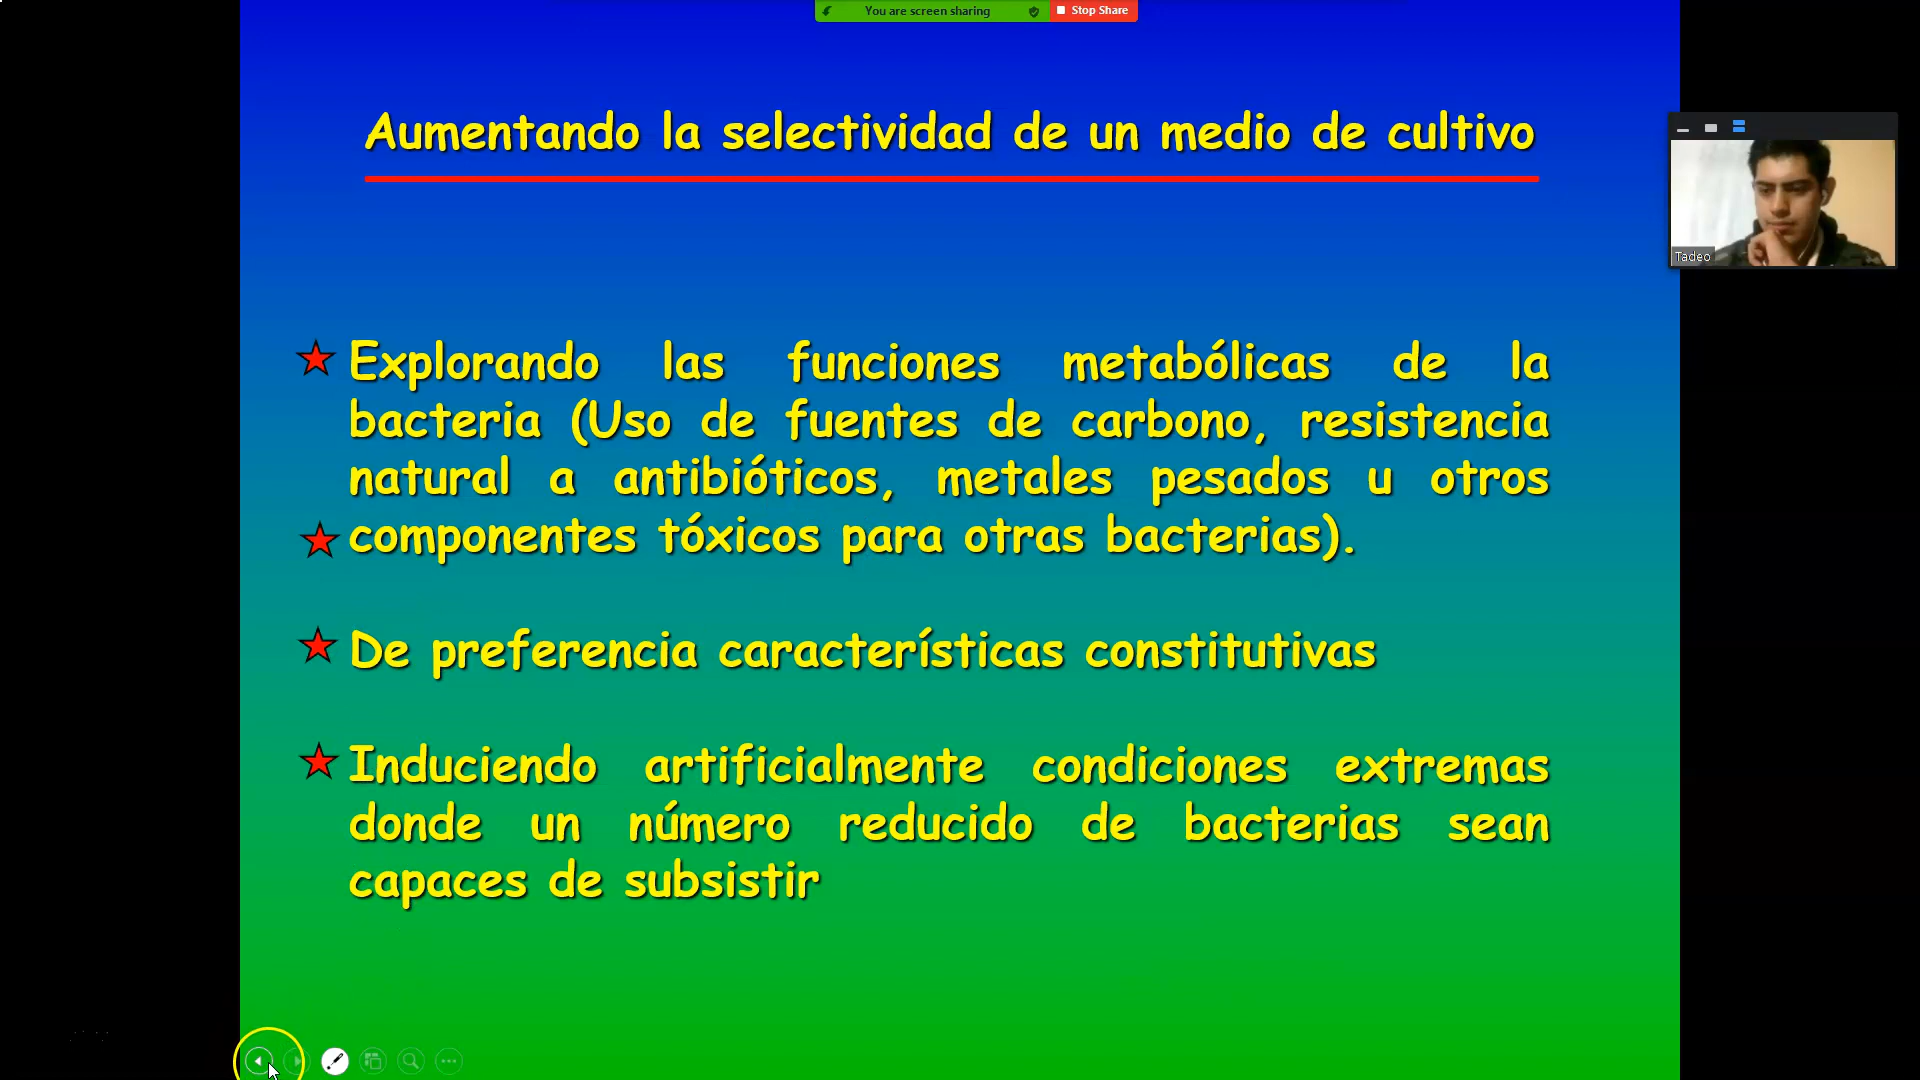 You are screen sharing
Stop Share
Aumentando la selectividad de un medio de cultivo
Tadeo
Explorando las funciones metabólicas de la
bacteria (Uso de fuentes de carbono, resistencia
natural a antibióticos, metales pesados u otros
componentes tóxicos para otras bacterias).
De preferencia características constitutivas
Induciendo artificialmente condiciones extremas
donde un número reducido de bacterias sean
capaces de subsistir